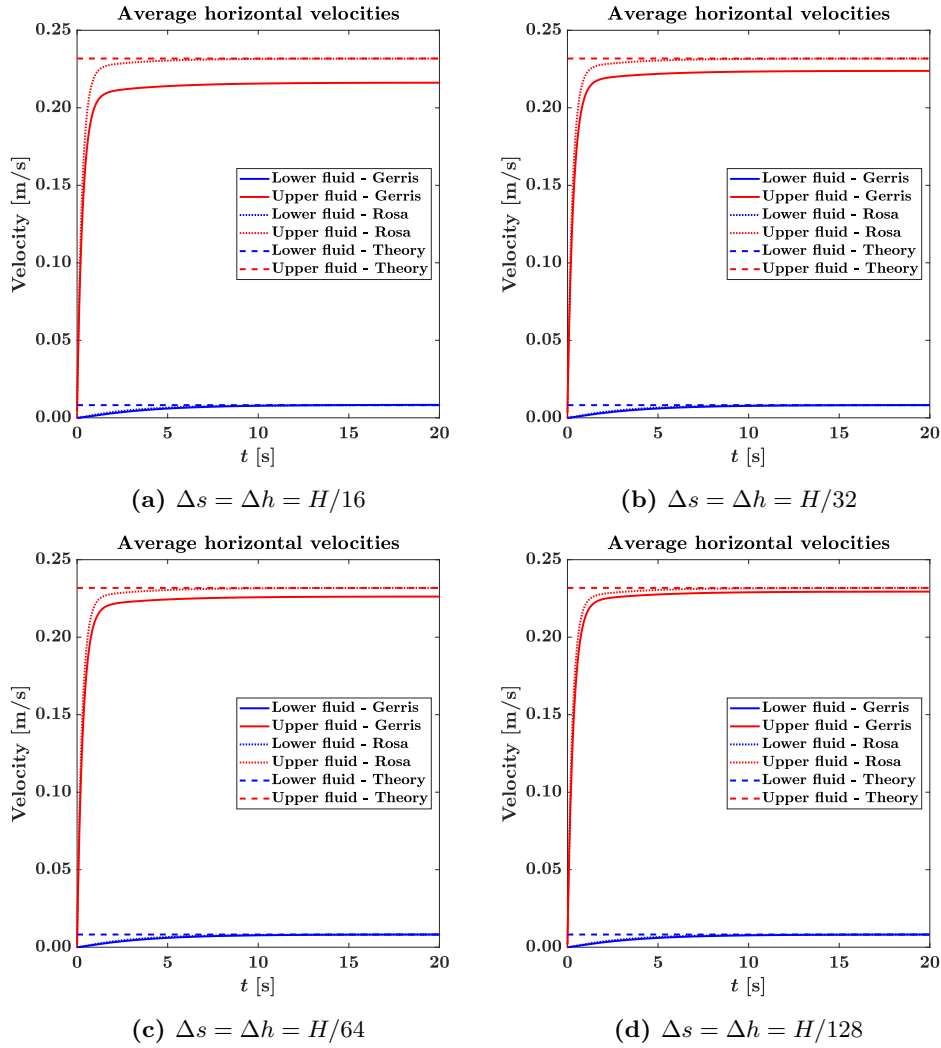 Average horizontal velocities
0.25
0.20
0.15
0.10
0.05
0.00
Velocity [m/s]
Lower fluid - Gerris
Upper fluid - Gerris
Lower fluid - Rosa
Upper fluid - Rosa
Lower fluid - Theory
Upper fluid - Theory
0 5 10 15 20
t [s]
(a) Δs = Δh = H/16
Average horizontal velocities
0.25
0.20
0.15
0.10
0.05
0.00
Velocity [m/s]
Lower fluid - Gerris
Upper fluid - Gerris
Lower fluid - Rosa
Upper fluid - Rosa
Lower fluid - Theory
Upper fluid - Theory
0 5 10 15 20
t [s]
(b) Δs = Δh = H/32
Average horizontal velocities
0.25
0.20
0.15
0.10
0.05
0.00
Velocity [m/s]
Lower fluid - Gerris
Upper fluid - Gerris
Lower fluid - Rosa
Upper fluid - Rosa
Lower fluid - Theory
Upper fluid - Theory
0 5 10 15 20
t [s]
(c) Δs = Δh = H/64
Average horizontal velocities
0.25
0.20
0.15
0.10
0.05
0.00
Velocity [m/s]
Lower fluid - Gerris
Upper fluid - Gerris
Lower fluid - Rosa
Upper fluid - Rosa
Lower fluid - Theory
Upper fluid - Theory
0 5 10 15 20
t [s]
(d) Δs = Δh = H/128